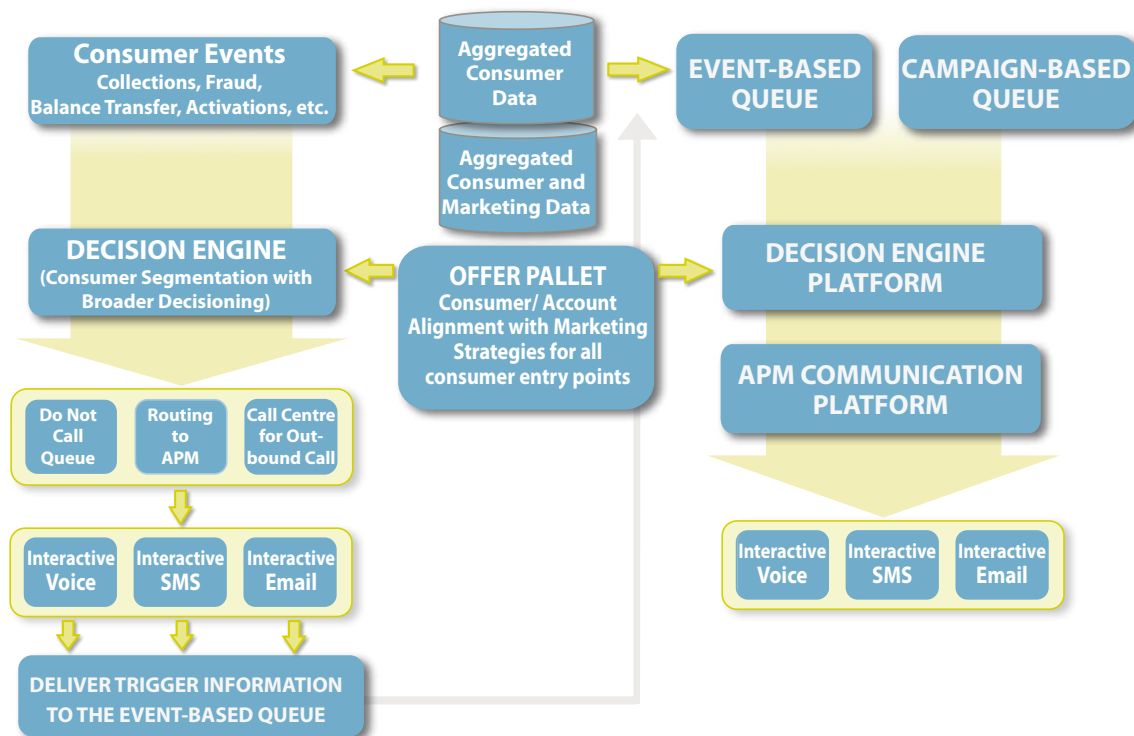 Consumer Events
Collections, Fraud,
Balance Transfer, Activations, etc.
Aggregated
Consumer
Data
Aggregated
Consumer and
Marketing Data
EVENT-BASED
QUEUE
CAMPAIGN-BASED
QUEUE
DECISION ENGINE
(Consumer Segmentation with
Broader Decisioning)
OFFER PALLET
Consumer/ Account
Alignment with Marketing
Strategies for all
consumer entry points
DECISION ENGINE
PLATFORM
APM COMMUNICATION
PLATFORM
Do Not
Call
Queue
Routing
to
APM
Call Centre
for Out-
bound Call
Interactive
Voice
Interactive
SMS
Interactive
Email
Interactive
Voice
Interactive
SMS
Interactive
Email
DELIVER TRIGGER INFORMATION
TO THE EVENT-BASED QUEUE